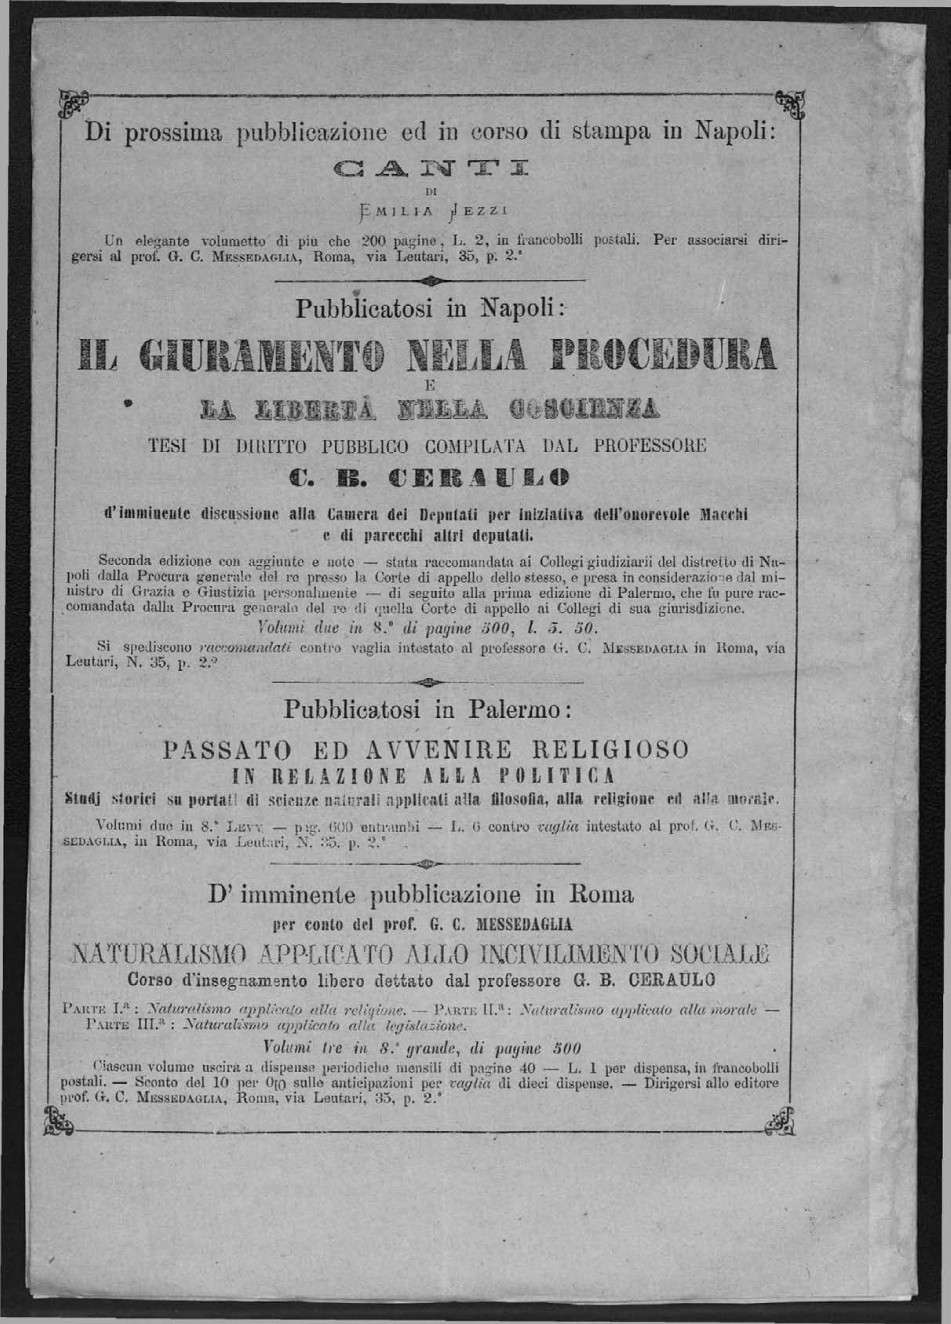 Di prossima pubblicazione ed in corso di stampa in Napoli:
CANTI
DI
EMILIA JEZZI
Un elegante volumetto di più che 200 pagine, L. 2, in francobolli postali. Per associarsi diri-
gersi al prof. G. C. MESSEDAGLIA, Roma, via Leutari, 35, p. 2.°
Pubblicatosi in Napoli:
IL GIURAMENTO NELLA PROCEDURA
E
LA LIBERTÀ NELLA COSCIENZA
TESI DI DIRITTO PUBBLICO COMPILATA DAL PROFESSORE
C. B. CERAULO
d'imminente discussione alla Camera dei Deputati per iniziativa dell'onorevole Macchi
e di parecchi altri deputati.
Seconda edizione con aggiunte e note — stata raccomandata ai Collegi giudiziarii del distretto di Na-
poli dalla Procura generale del re presso la Corte di appello dello stesso, e presa in considerazione dal mi-
nistro di Grazia e Giustizia personalmente — di seguito alla prima edizione di Palermo, che fu pure rac-
comandata dalla Procura generale del re di quella Corte di appello ai Collegi di sua giurisdizione.
Volumi due in 8.° di pagine 500, l. 5. 50.
Si spediscono raccomandati contro vaglia intestato al professore G. C. MESSEDAGLIA in Roma, via
Leutari, N. 35, p. 2.°
Pubblicatosi in Palermo:
PASSATO ED AVVENIRE RELIGIOSO
IN RELAZIONE ALLA POLITICA
Studj storici su portati di scienze naturali applicati alla filosofia, alla religione ed alla morale.
Volumi due in 8.° LEVY — pag. 600 entrambi — L. 6 contro vaglia intestato al prof. G. C. MES-
SEDAGLIA, in Roma, via Leutari, N. 35. p. 2.°
D' imminente pubblicazione in Roma
per conto del prof. G. C. MESSEDAGLIA
NATURALISMO APPLICATO ALLO INCIVILIMENTO SOCIALE
Corso d'insegnamento libero dettato dal professore G. B. CERAULO
PARTE I.ª : Naturalismo applicato alla religione. — PARTE II.ª : Naturalismo applicato alla morale —
PARTE III.ª : Naturalismo applicato alla legislazione.
Volumi tre in 8.° grande, di pagine 500
Ciascun volume uscirà a dispense periodiche mensili di pagine 40 — L. 1 per dispensa, in francobolli
postali. — Sconto del 10 per 0|0 sulle anticipazioni per vaglia di dieci dispense. — Dirigersi allo editore
prof. G. C. MESSEDAGLIA, Roma, via Leutari, 35, p. 2.°